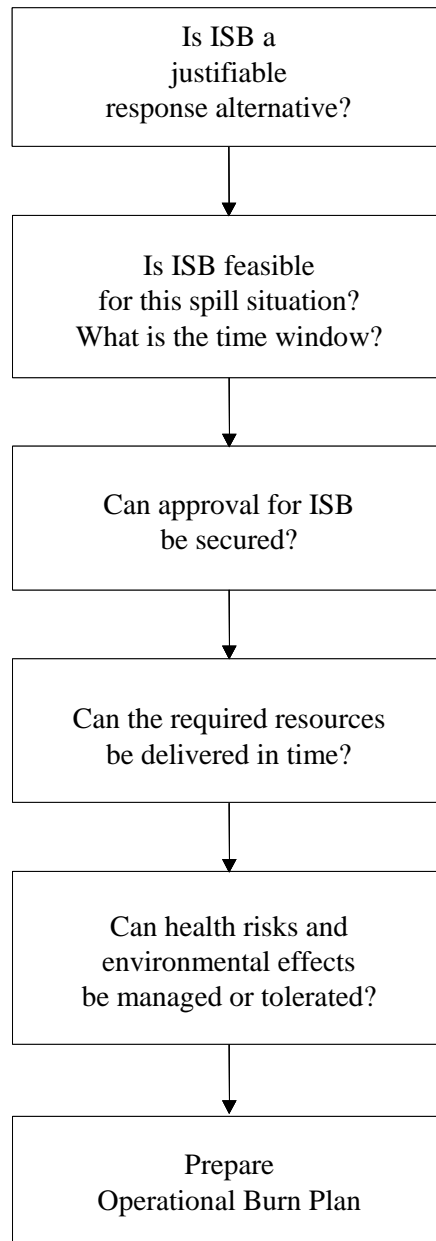 Is ISB a
justifiable
response alternative?
Is ISB feasible
for this spill situation?
What is the time window?
Can approval for ISB
be secured?
Can the required resources
be delivered in time?
Can health risks and
environmental effects
be managed or tolerated?
Prepare
Operational Burn Plan